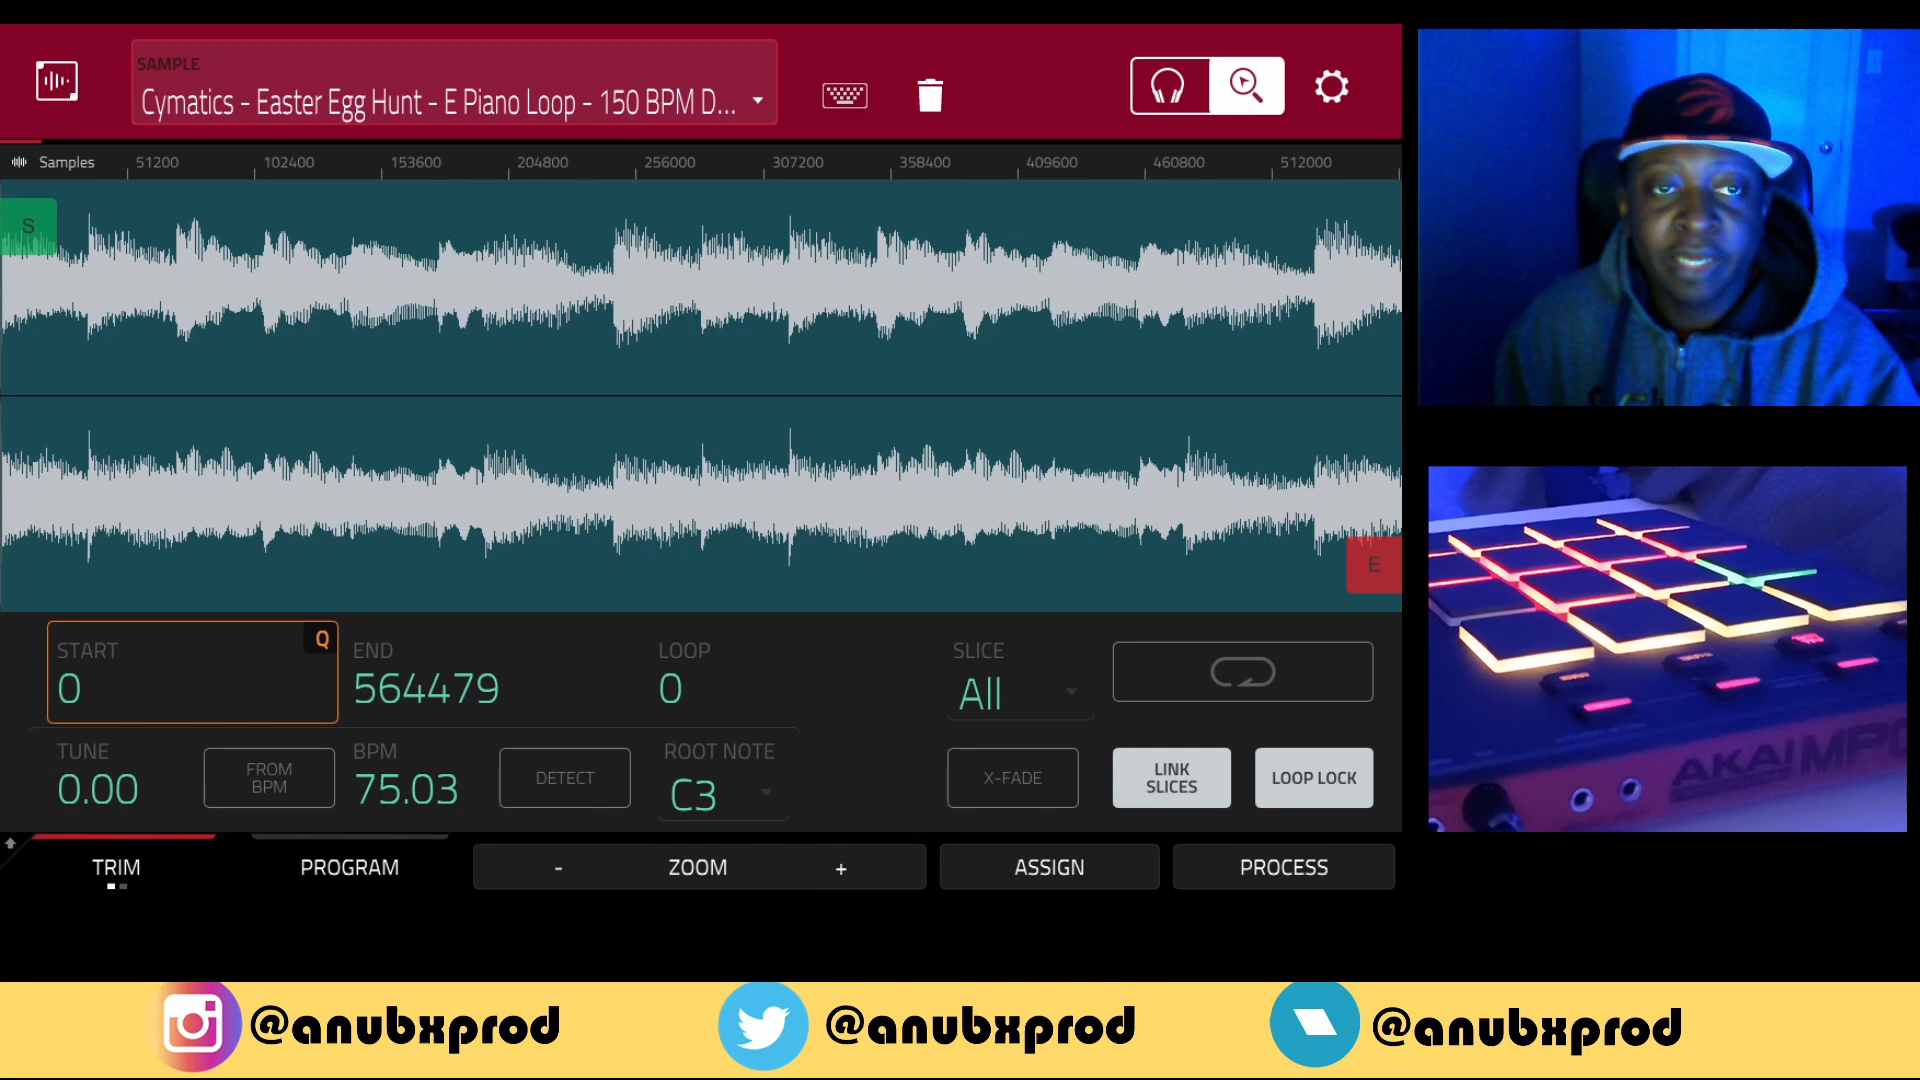 SAMPLE
Cymatics - Easter Egg Hunt - E Piano Loop - 150 BPM D...
Samples 51200 102400 153600 204800 256000 307200 358400 409600 460800 512000
S
E
START Q END LOOP SLICE
0 564479 0 All
TUNE FROM BPM DETECT ROOT NOTE X-FADE LINK LOOP LOCK
0.00 BPM 75.03 C3 SLICES
TRIM PROGRAM - ZOOM + ASSIGN PROCESS
AKAI MPC
@anubxprod @anubxprod @anubxprod